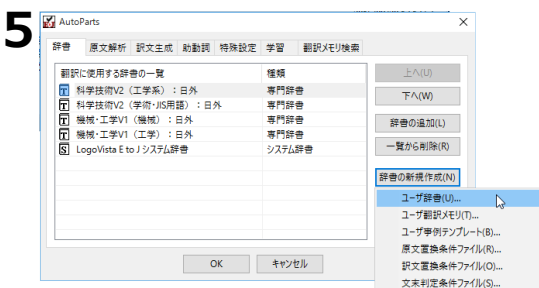 5
AutoParts
辞書 原文解析 訳文生成 助動詞 特殊設定 学習 翻訳メモリ検索
翻訳に使用する辞書の一覧 種類
科学技術V2（工学系）：日外 専門辞書
科学技術V2（学術・JIS用語）：日外 専門辞書
機械・工学V1（機械）：日外 専門辞書
機械・工学V1（工学）：日外 専門辞書
LogoVista E to J システム辞書 システム辞書
上へ(U)
下へ(W)
辞書の追加(L)
一覧から削除(R)
辞書の新規作成(N)
ユーザ辞書(U)...
ユーザ翻訳メモリ(T)...
ユーザ事例テンプレート(B)...
原文置換条件ファイル(R)...
訳文置換条件ファイル(O)...
文末判定条件ファイル(S)...
OK キャンセル